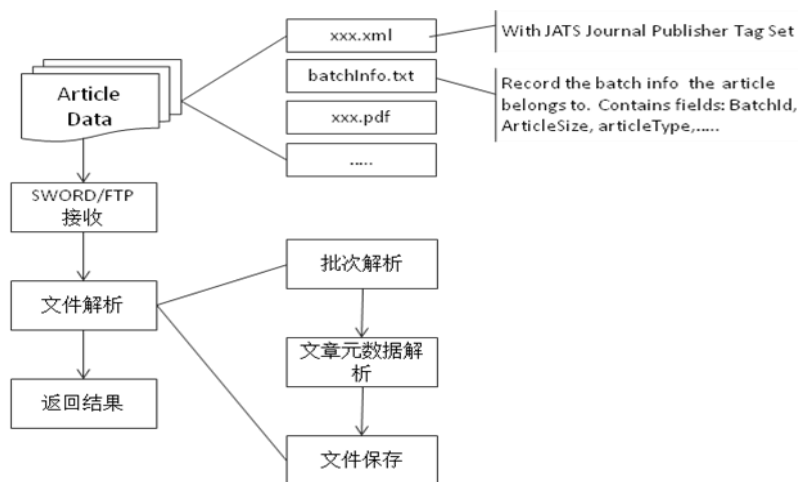 Article
Data
xxx.xml
batchInfo.txt
xxx.pdf
.....
With JATS Journal Publisher Tag Set
Record the batch info the article
belongs to. Contains fields: BatchId,
ArticleSize, articleType,.....
SWORD/FTP
接收
文件解析
返回结果
批次解析
文章元数据解
析
文件保存